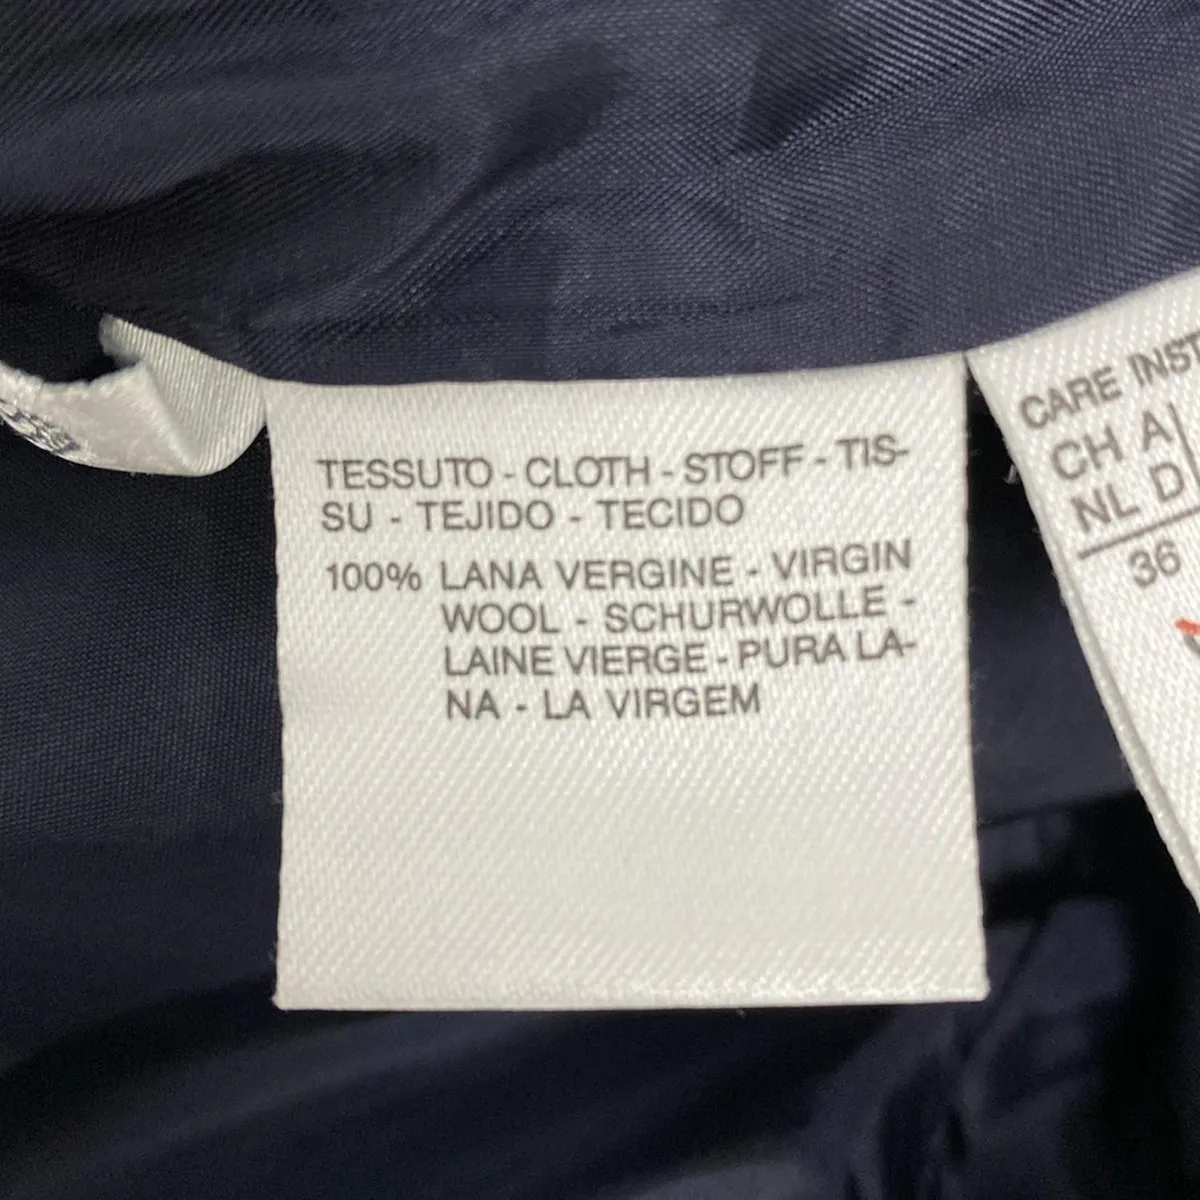 TESSUTO - CLOTH - STOFF - TIS-
SU - TEJIDO - TECIDO
100% LANA VERGINE - VIRGIN
WOOL - SCHURWOLLE -
LAINE VIERGE - PURA LA-
NA - LA VIRGEM
CARE INST
CH A
NL D
36